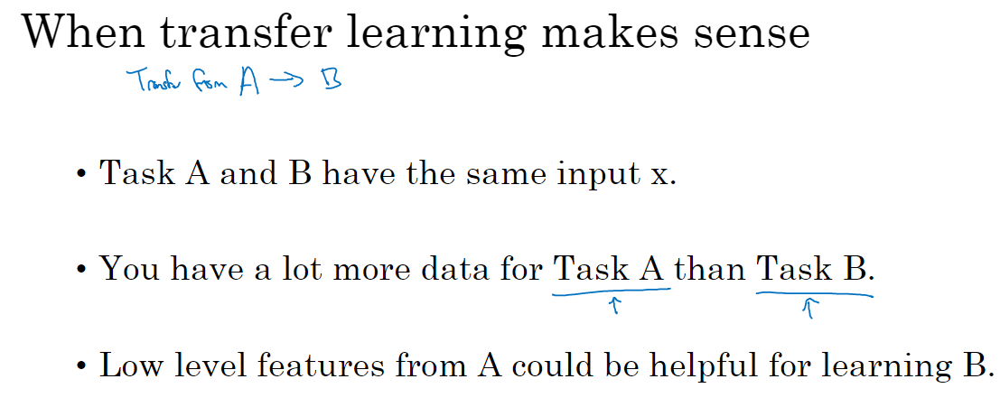 When transfer learning makes sense
Transfer from A → B
• Task A and B have the same input x.
• You have a lot more data for Task A than Task B.
↑ ↑
• Low level features from A could be helpful for learning B.